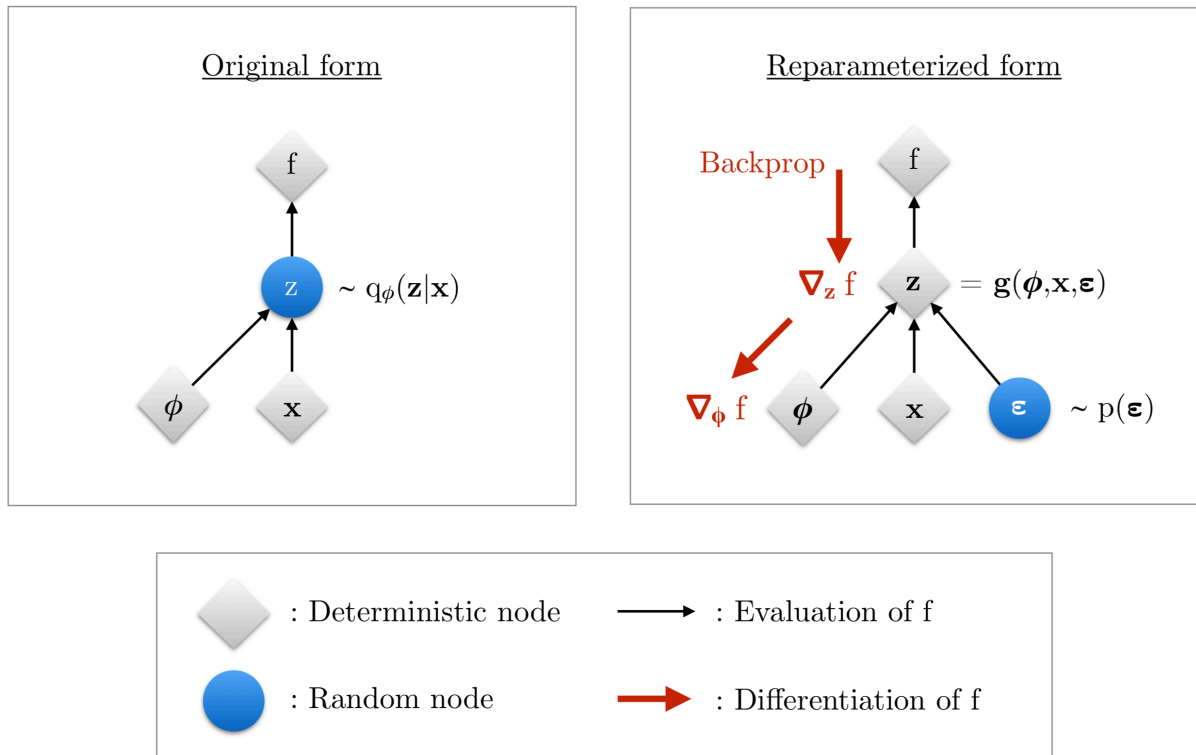 Original form
f
z ~ qϕ(z|x)
ϕ x
Reparameterized form
f
Backprop
∇z f z = g(ϕ,x,ε)
∇ϕ f ϕ x ε ~ p(ε)
: Deterministic node : Evaluation of f
: Random node : Differentiation of f